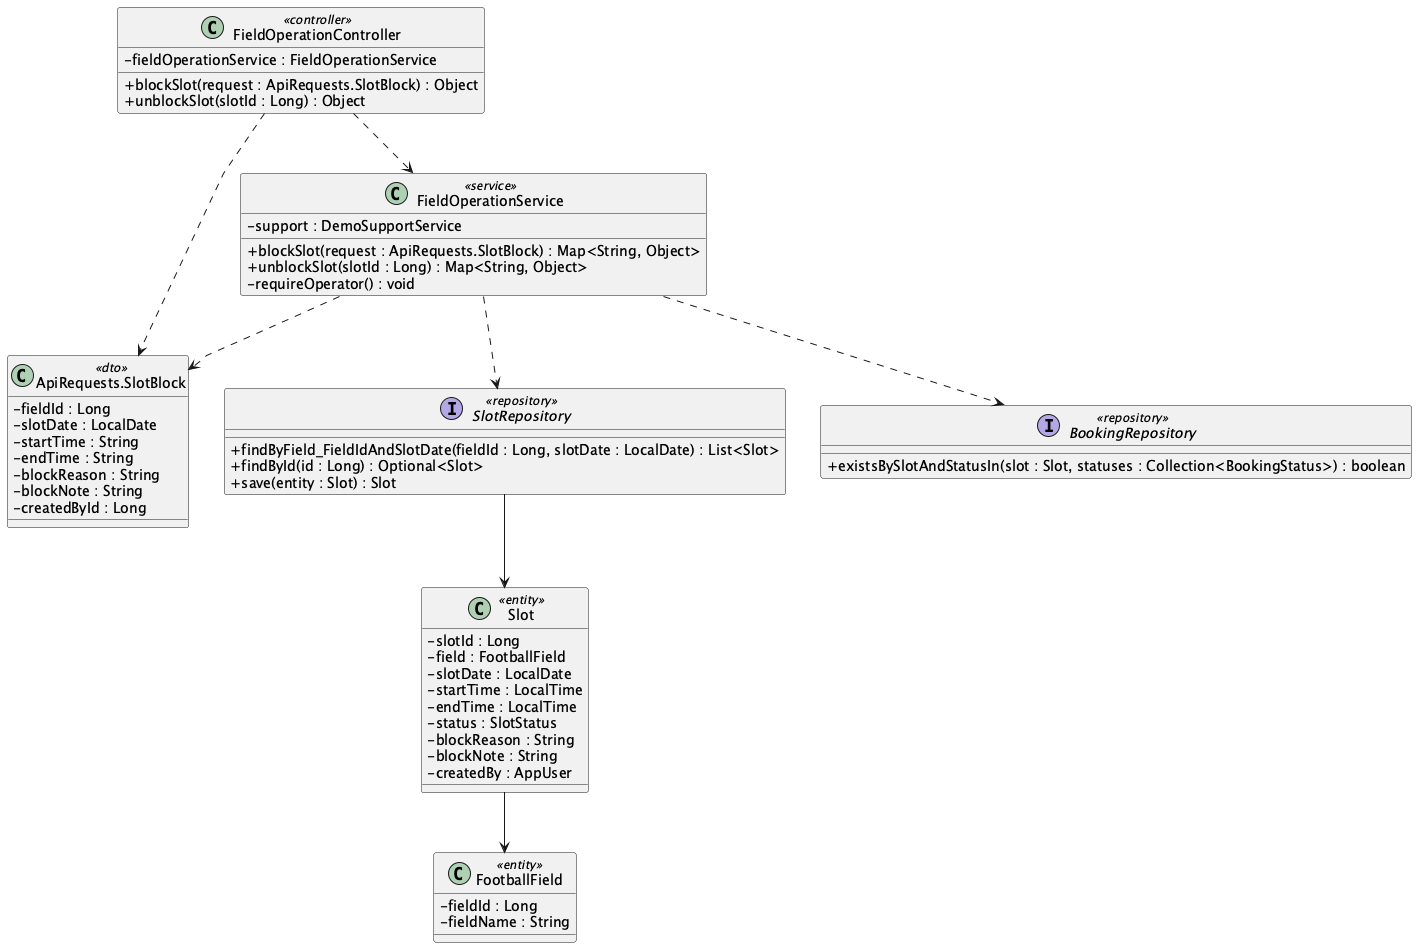 «controller»
C
FieldOperationController
-fieldOperationService : FieldOperationService
+blockSlot(request : ApiRequests.SlotBlock) : Object
+unblockSlot(slotId : Long) : Object
«service»
C
FieldOperationService
-support : DemoSupportService
+blockSlot(request : ApiRequests.SlotBlock) : Map<String, Object>
+unblockSlot(slotId : Long) : Map<String, Object>
-requireOperator() : void
«dto»
C
ApiRequests.SlotBlock
-fieldId : Long
-slotDate : LocalDate
-startTime : String
-endTime : String
-blockReason : String
-blockNote : String
-createdById : Long
«repository»
I
SlotRepository
+findByField_FieldIdAndSlotDate(fieldId : Long, slotDate : LocalDate) : List<Slot>
+findById(id : Long) : Optional<Slot>
+save(entity : Slot) : Slot
«repository»
I
BookingRepository
+existsBySlotAndStatusIn(slot : Slot, statuses : Collection<BookingStatus>) : boolean
«entity»
C
Slot
-slotId : Long
-field : FootballField
-slotDate : LocalDate
-startTime : LocalTime
-endTime : LocalTime
-status : SlotStatus
-blockReason : String
-blockNote : String
-createdBy : AppUser
«entity»
C
FootballField
-fieldId : Long
-fieldName : String